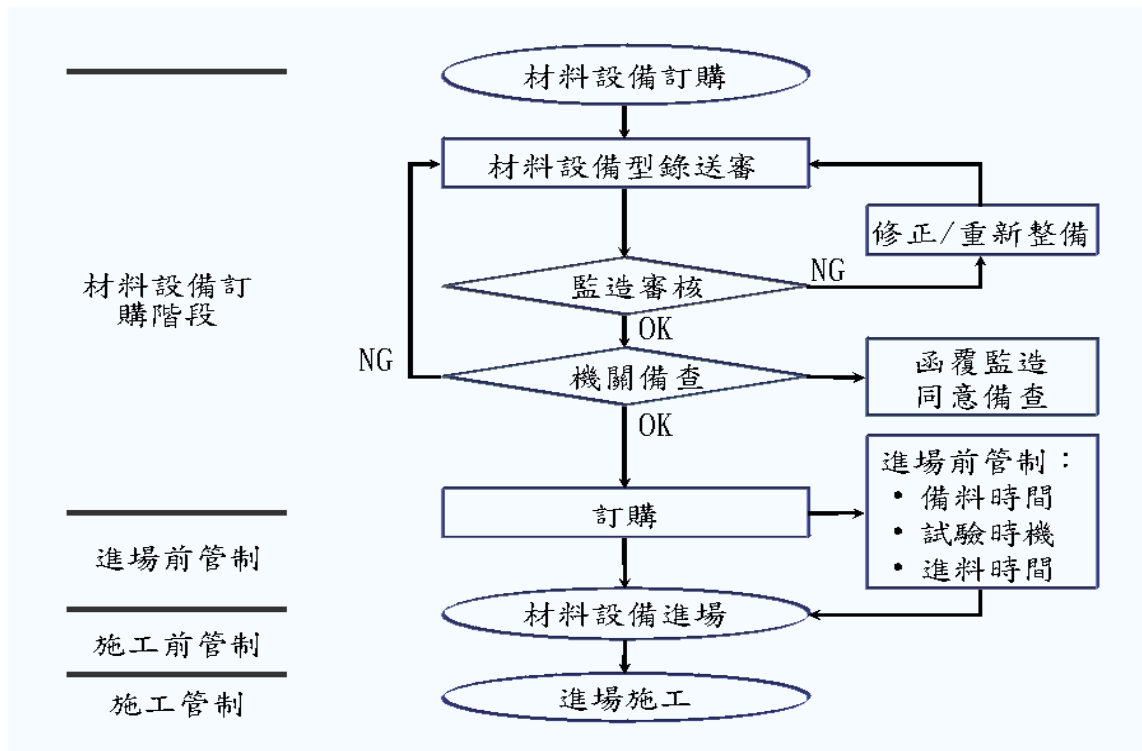 材料設備訂購
材料設備型錄送審
修正/重新整備
監造審核
NG
OK
材料設備訂
購階段
NG
機關備查
函覆監造
同意備查
OK
進場前管制：
• 備料時間
• 試驗時機
• 進料時間
訂購
進場前管制
材料設備進場
施工前管制
進場施工
施工管制